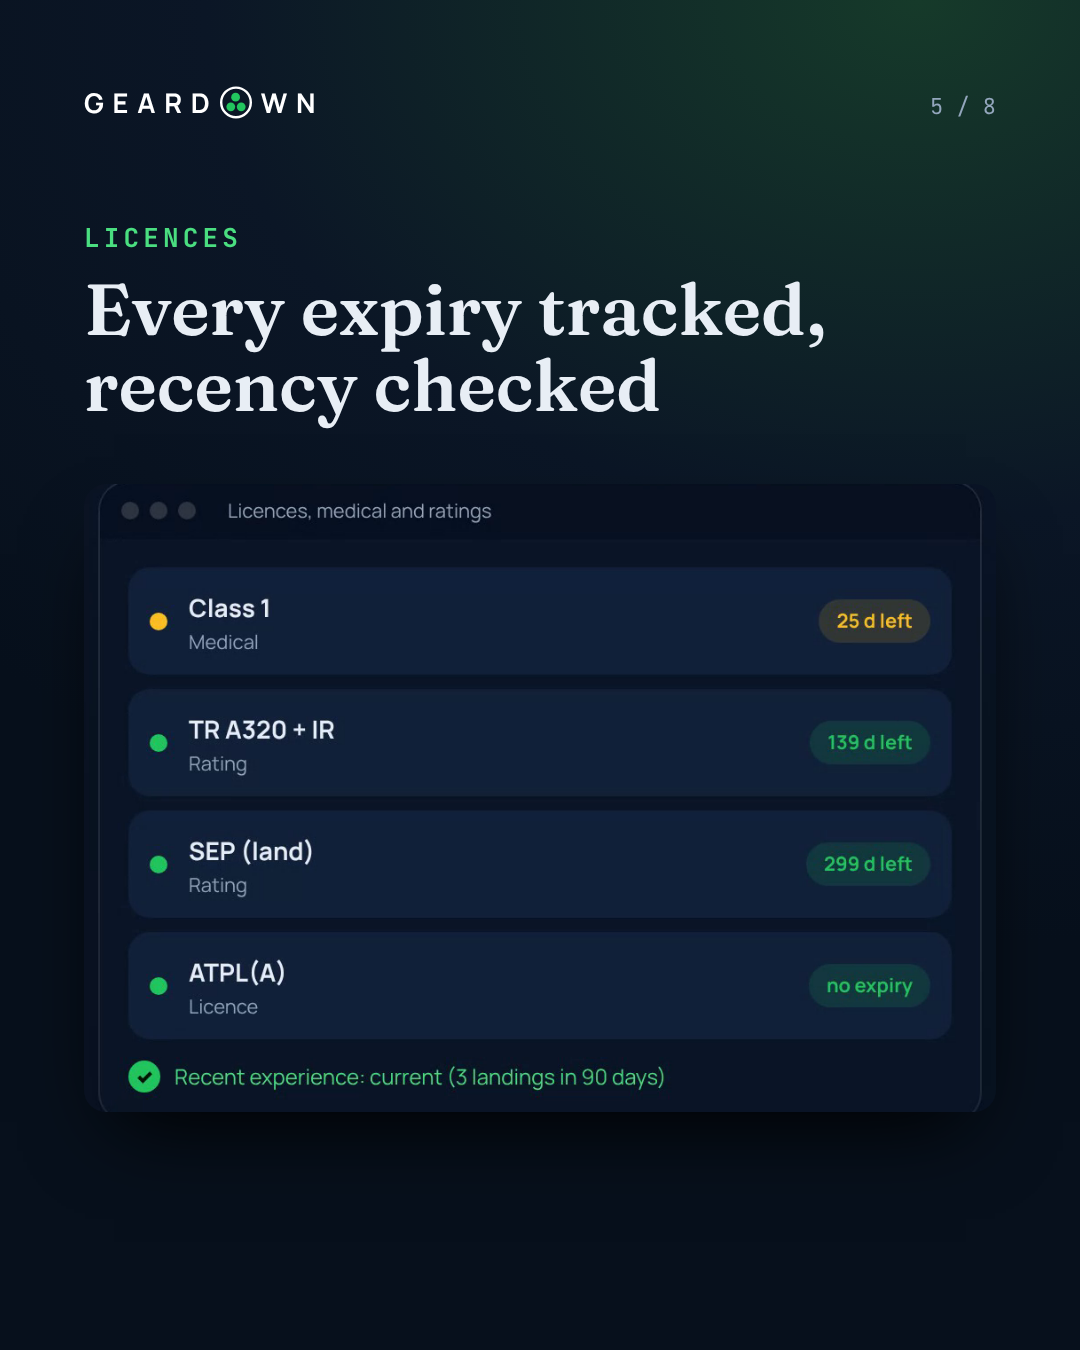 GEARDOWN
5 / 8
LICENCES
Every expiry tracked,
recency checked
Licences, medical and ratings
Class 1
Medical
25 d left
TR A320 + IR
Rating
139 d left
SEP (land)
Rating
299 d left
ATPL(A)
Licence
no expiry
Recent experience: current (3 landings in 90 days)